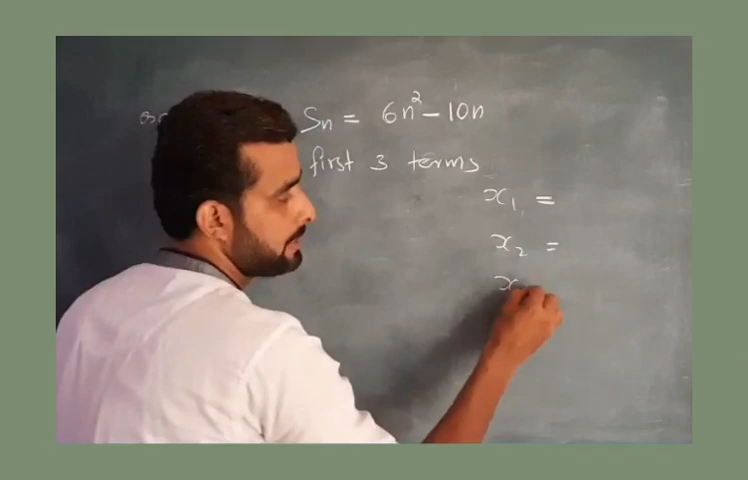 Sn = 6n² - 10n
first 3 terms
x₁ =
x₂ =
x